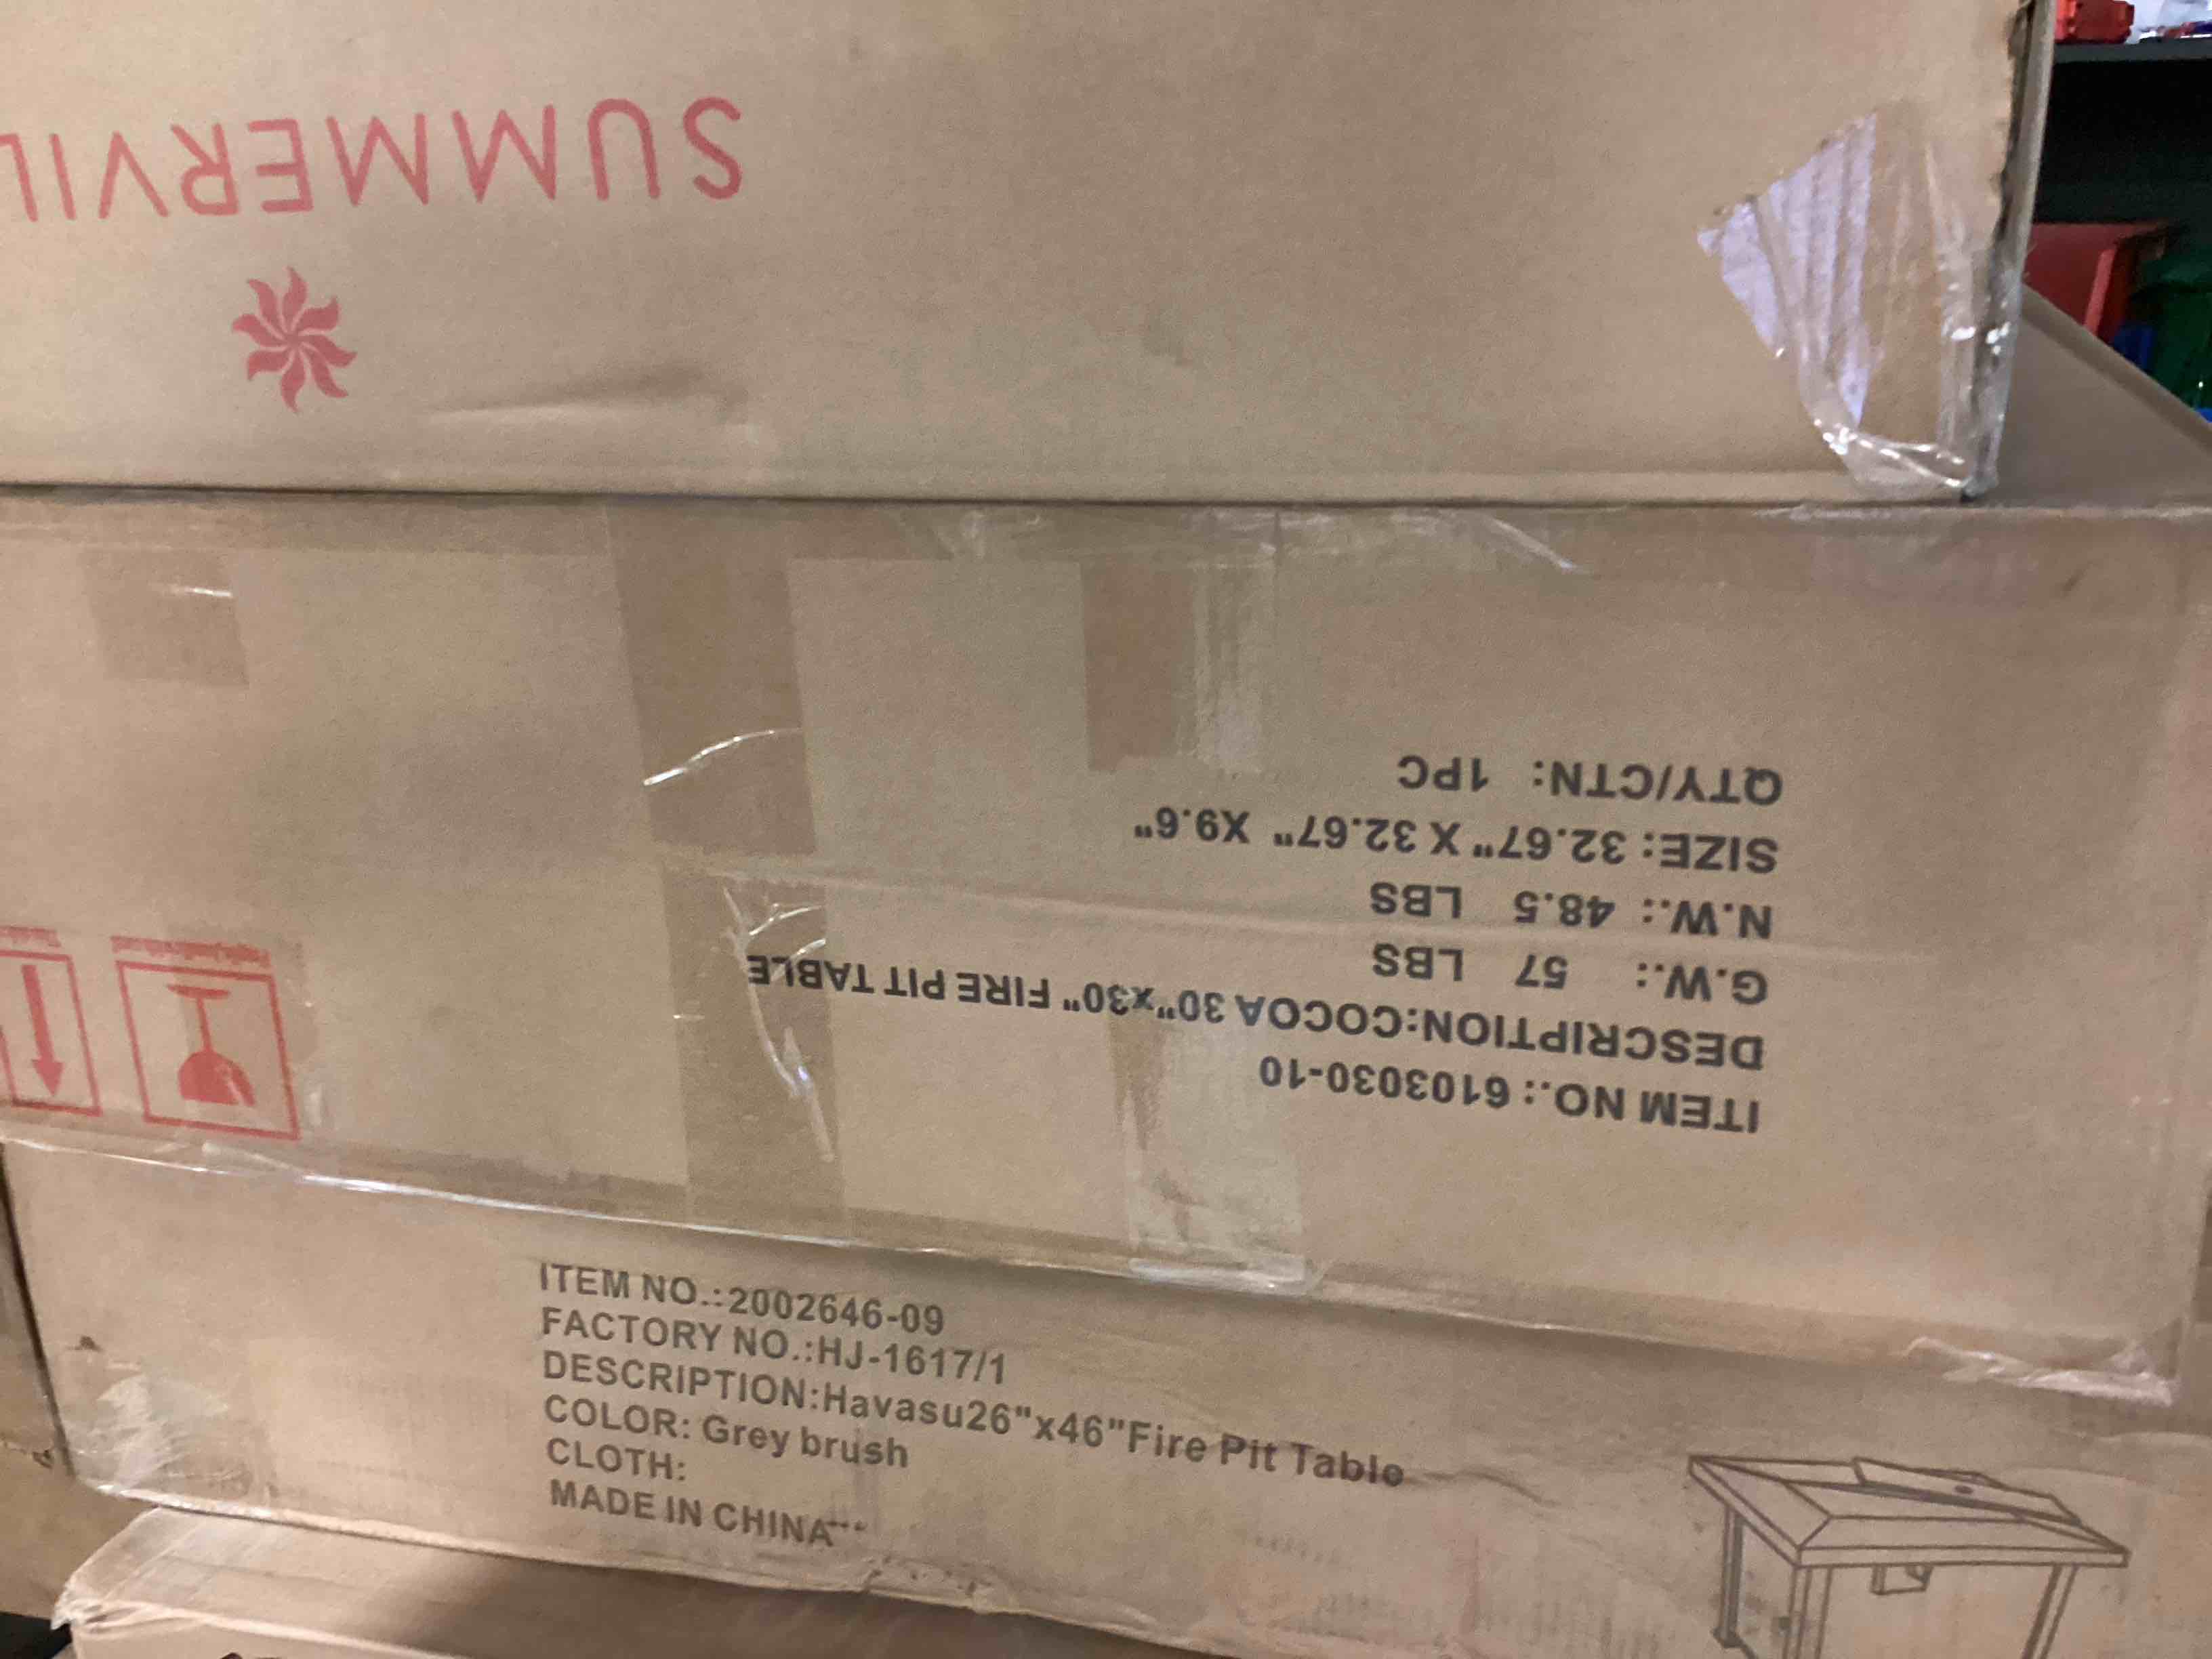 SUMMERVIL
ITEM NO.: 6103030-10
DESCRIPTION:COCOA 30"x30" FIRE PIT TABLE
G.W.: 57 LBS
N.W.: 48.5 LBS
SIZE: 32.67" X 32.67" X9.6"
QTY/CTN: 1PC
ITEM NO.:2002646-09
FACTORY NO.:HJ-1617/1
DESCRIPTION:Havasu26"x46"Fire Pit Table
COLOR: Grey brush
CLOTH:
MADE IN CHINA